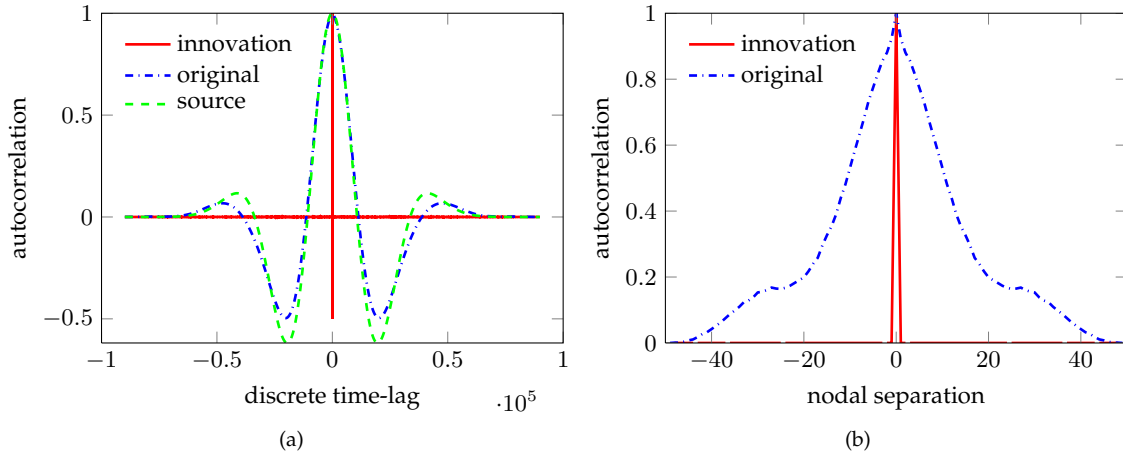 1
0.5
0
−0.5
autocorrelation
innovation
original
source
−1
−0.5
0
0.5
1
discrete time-lag
·10^5
(a)
1
0.8
0.6
0.4
0.2
0
autocorrelation
innovation
original
−40
−20
0
20
40
nodal separation
(b)